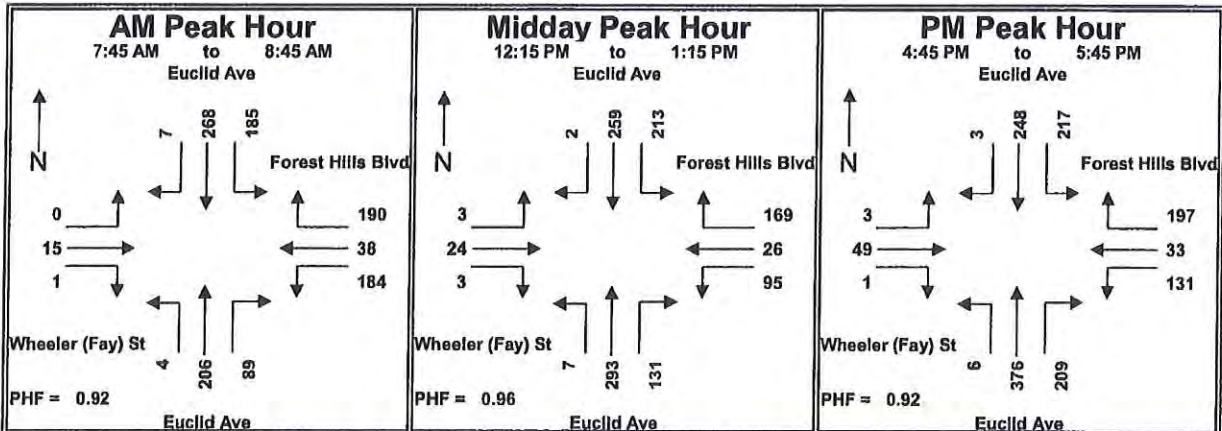 AM Peak Hour
7:45 AM to 8:45 AM
Euclid Ave
N
7 268 185
Forest Hills Blvd
0
15
1
190
38
184
Wheeler (Fay) St
4 206 89
PHF = 0.92
Euclid Ave
Midday Peak Hour
12:15 PM to 1:15 PM
Euclid Ave
N
2 259 213
Forest Hills Blvd
3
24
3
169
26
95
Wheeler (Fay) St
7 293 131
PHF = 0.96
Euclid Ave
PM Peak Hour
4:45 PM to 5:45 PM
Euclid Ave
N
3 248 217
Forest Hills Blvd
3
49
1
197
33
131
Wheeler (Fay) St
6 376 209
PHF = 0.92
Euclid Ave